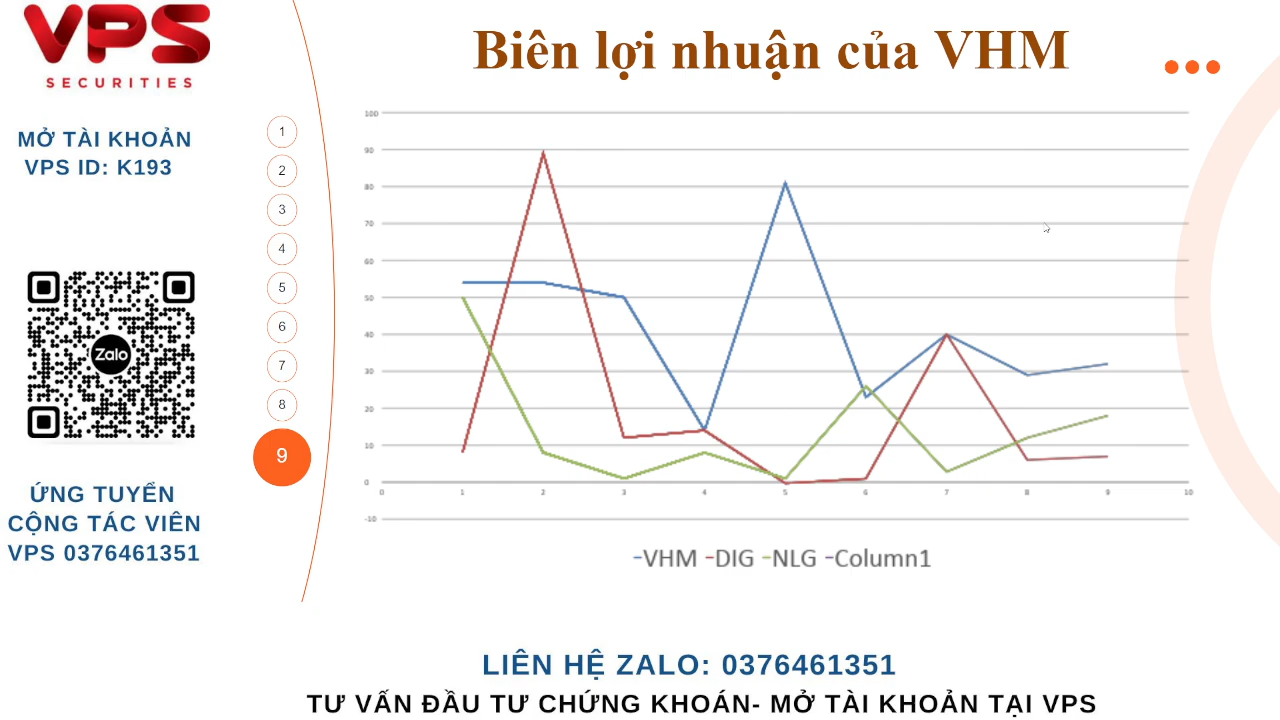 VPS
SECURITIES
MỞ TÀI KHOẢN
VPS ID: K193
Zalo
ỨNG TUYỂN
CỘNG TÁC VIÊN
VPS 0376461351
1
2
3
4
5
6
7
8
9
Biên lợi nhuận của VHM
100
90
80
70
60
50
40
30
20
10
0
-10
0 1 2 3 4 5 6 7 8 9 10
VHM DIG NLG Column1
LIÊN HỆ ZALO: 0376461351
TƯ VẤN ĐẦU TƯ CHỨNG KHOÁN- MỞ TÀI KHOẢN TẠI VPS